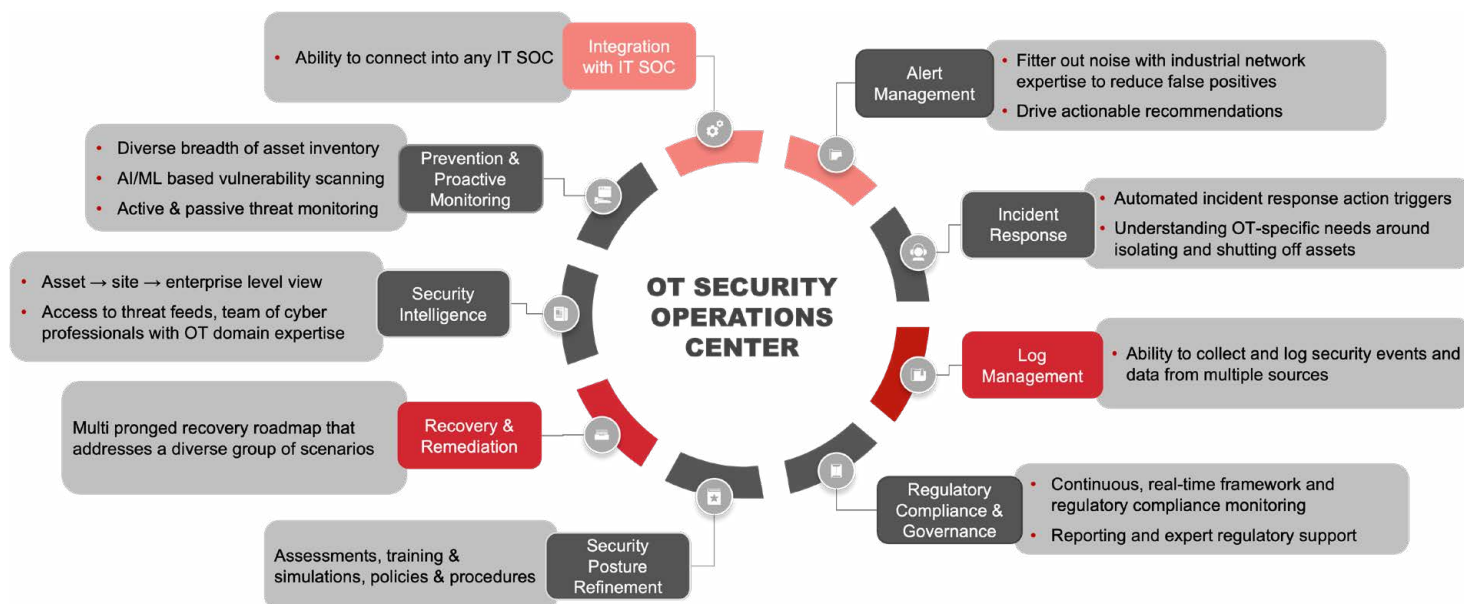 • Ability to connect into any IT SOC
Integration
with IT SOC
Alert
Management
• Fitter out noise with industrial network
expertise to reduce false positives
• Drive actionable recommendations
• Diverse breadth of asset inventory
• AI/ML based vulnerability scanning
• Active & passive threat monitoring
Prevention &
Proactive
Monitoring
Incident
Response
• Automated incident response action triggers
• Understanding OT-specific needs around
isolating and shutting off assets
• Asset → site → enterprise level view
• Access to threat feeds, team of cyber
professionals with OT domain expertise
Security
Intelligence
OT SECURITY
OPERATIONS
CENTER
Log
Management
• Ability to collect and log security events and
data from multiple sources
Multi pronged recovery roadmap that
addresses a diverse group of scenarios
Recovery &
Remediation
Regulatory
Compliance &
Governance
• Continuous, real-time framework and
regulatory compliance monitoring
• Reporting and expert regulatory support
Assessments, training &
simulations, policies & procedures
Security
Posture
Refinement